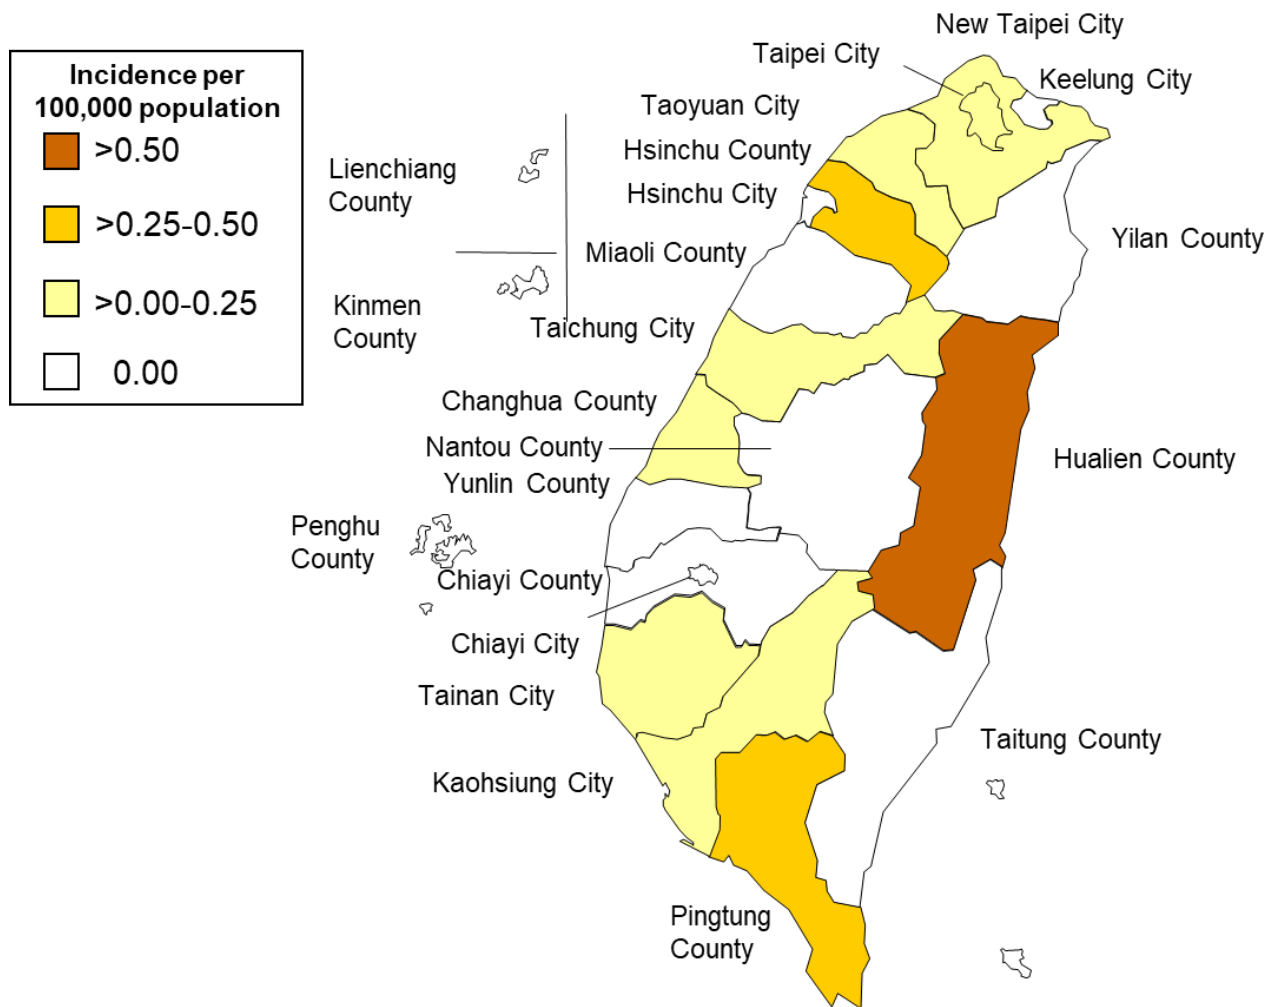 Incidence per
100,000 population
>0.50
>0.25-0.50
>0.00-0.25
0.00
New Taipei City
Taipei City
Keelung City
Taoyuan City
Hsinchu County
Hsinchu City
Lienchiang
County
Yilan County
Miaoli County
Kinmen
County
Taichung City
Changhua County
Nantou County
Hualien County
Yunlin County
Penghu
County
Chiayi County
Chiayi City
Tainan City
Taitung County
Kaohsiung City
Pingtung
County